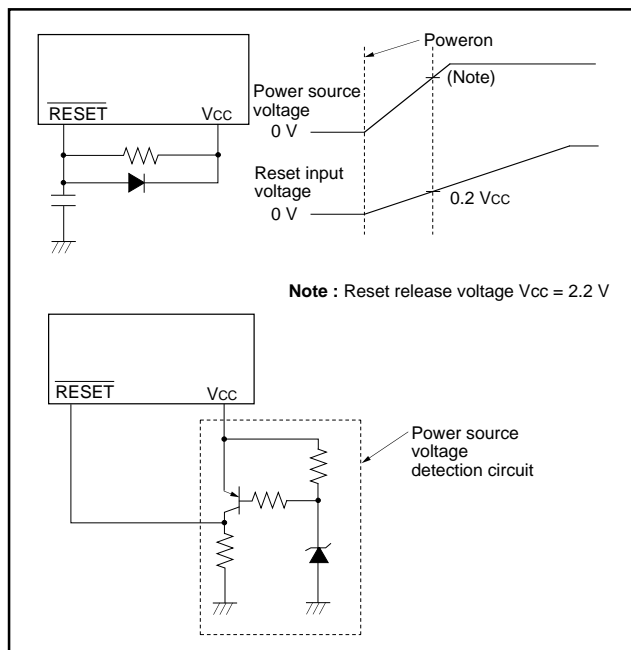 Poweron
(Note)
Power source
voltage
0 V
RESET
VCC
Reset input
voltage
0 V
0.2 VCC
Note : Reset release voltage Vcc = 2.2 V
RESET
VCC
Power source
voltage
detection circuit